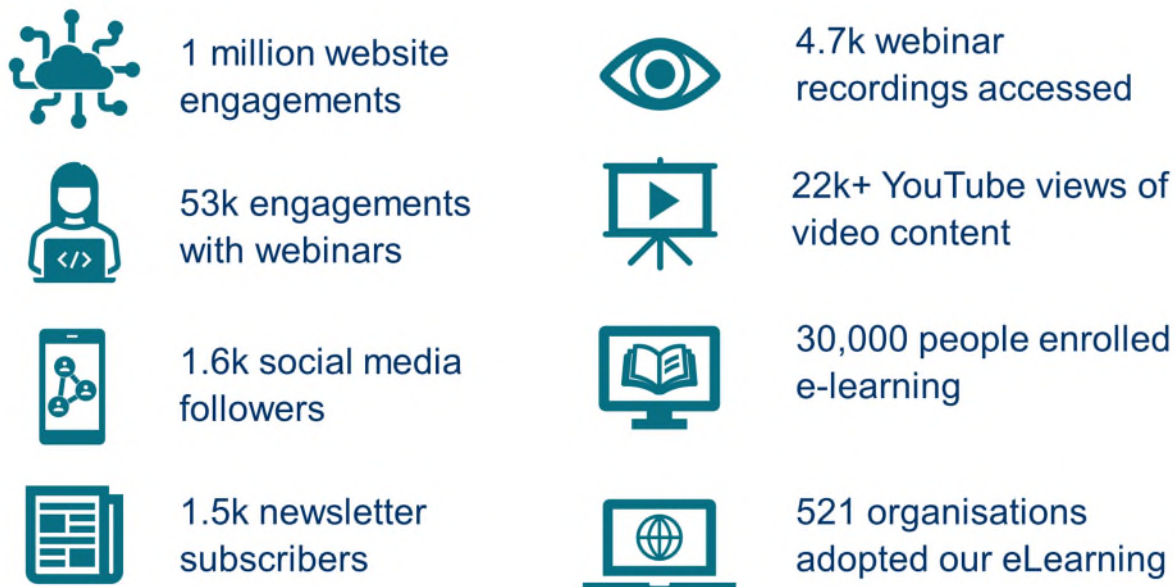 1 million website
engagements
4.7k webinar
recordings accessed
53k engagements
with webinars
</>
22k+ YouTube views of
video content
1.6k social media
followers
30,000 people enrolled
e-learning
1.5k newsletter
subscribers
521 organisations
adopted our eLearning